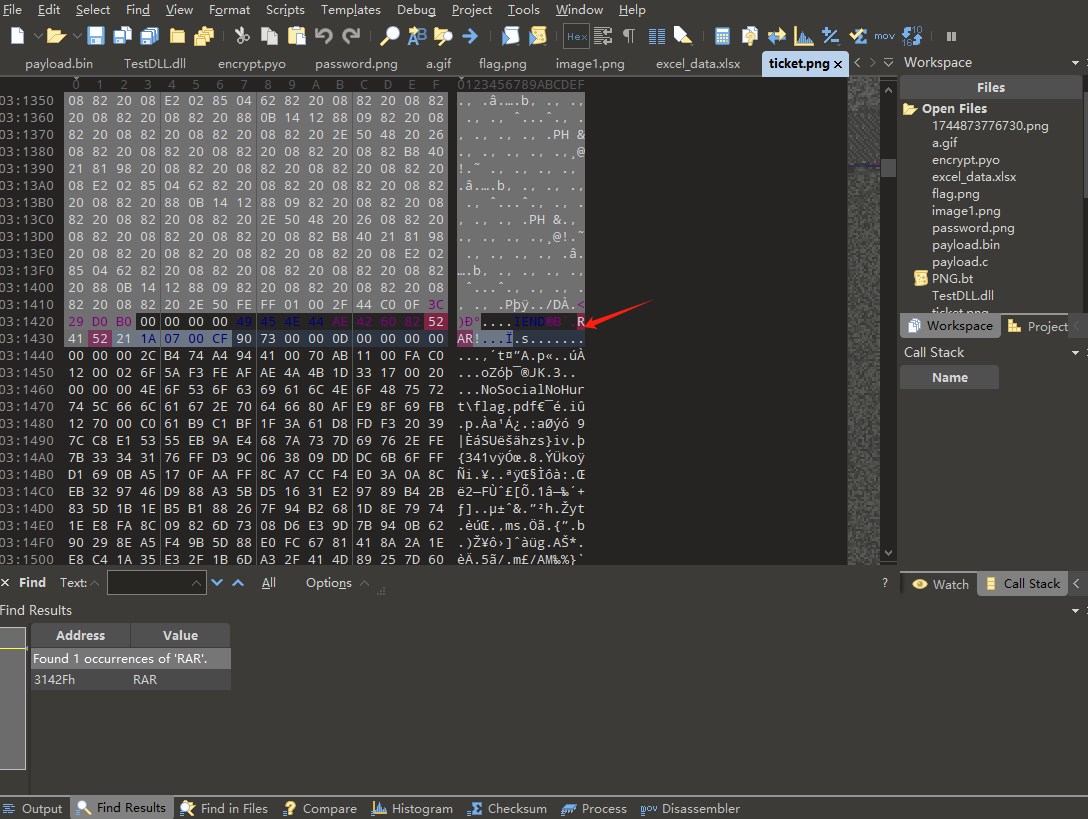 File Edit Select Find View Format Scripts Templates Debug Project Tools Window Help
payload.bin TestDLL.dll encrypt.pyo password.png a.gif flag.png image1.png excel_data.xlsx ticket.png
Workspace
Files
Open Files
1744873776730.png
a.gif
encrypt.pyo
excel_data.xlsx
flag.png
image1.png
password.png
payload.bin
payload.c
PNG.bt
TestDLL.dll
Workspace Project
Call Stack
Name
0 1 2 3 4 5 6 7 8 9 A B C D E F 0123456789ABCDEF
03:1350 08 82 20 08 E2 02 85 04 62 82 20 08 82 20 08 82
03:1360 20 08 82 20 08 82 20 88 0B 14 12 88 09 82 20 08
03:1370 82 20 08 82 20 08 82 20 08 82 20 2E 50 48 20 26
03:1380 08 82 20 08 82 20 08 82 20 08 82 20 08 82 B8 40
03:1390 21 81 98 20 08 82 20 08 82 20 08 82 20 08 82 20
03:13A0 08 E2 02 85 04 62 82 20 08 82 20 08 82 20 08 82
03:13B0 20 08 82 20 88 0B 14 12 88 09 82 20 08 82 20 08
03:13C0 82 20 08 82 20 08 82 20 2E 50 48 20 26 08 82 20
03:13D0 08 82 20 08 82 20 08 82 20 08 82 B8 40 21 81 98
03:13E0 20 08 82 20 08 82 20 08 82 20 08 82 20 08 E2 02
03:13F0 85 04 62 82 20 08 82 20 08 82 20 08 82 20 08 82
03:1400 20 88 0B 14 12 88 09 82 20 08 82 20 08 82 20 08
03:1410 82 20 08 82 20 2E 50 FE FF 01 00 2F 44 C0 0F 3C
03:1420 29 D0 B0 00 00 00 00 49 45 4E 44 AE 42 60 82 52
03:1430 41 52 21 1A 07 00 CF 90 73 00 00 0D 00 00 00 00 AR!...Ï.s.......
03:1440 00 00 00 2C B4 74 A4 94 41 00 70 AB 11 00 FA C0 ...,´t¤”A.p«..úÀ
03:1450 12 00 02 6F 5A F3 FE AF AE 4A 4B 1D 33 17 00 20 ...oZóþ¯®JK.3..
03:1460 00 00 00 4E 6F 53 6F 63 69 61 6C 4E 6F 48 75 72 ...NoSocialNoHur
03:1470 74 5C 66 6C 61 67 2E 70 64 66 80 AF E9 8F 69 FB t\flag.pdf€¯é.iû
03:1480 12 70 00 C0 61 B9 C1 BF 1F 3A 61 D8 FD F3 20 39 .p.Àa¹Á¿.:aØýó 9
03:1490 7C C8 E1 53 55 EB 9A E4 68 7A 73 7D 69 76 2E FE |ÈáSUëšähzs}iv.þ
03:14A0 7B 33 34 31 76 FF D3 9C 06 38 09 DD DC 6B 6F FF
03:14B0 D1 69 0B A5 17 0F AA FF 8C A7 CC F4 E0 3A 0A 8C Ñi.¥..ªÿŒ§Ìôà:.Œ
03:14C0 EB 32 97 46 D9 88 A3 5B D5 16 31 E2 97 89 B4 2B ë2—FÙˆ£[Õ.1â—‰´+
03:14D0 83 5D 1B 1E B5 B1 88 26 7F 94 B2 68 1D 8E 79 74 ƒ]..µ±ˆ&.”²h.Žyt
03:14E0 1E E8 FA 8C 09 82 6D 73 08 D6 E3 9D 7B 94 0B 62
03:14F0 90 29 8E A5 F4 9B 5D 88 E0 FC 67 81 41 8A 2A 1E .)Ž¥ô›]ˆàüg.AŠ*.
03:1500 E8 C4 1A 35 E3 2F 1B 6D A3 2F 41 4D 89 25 7D 60 èÄ.5ã/.m£/AM‰%}`
Find Text: All Options ?
Watch Call Stack
Find Results
Address Value
Found 1 occurrences of 'RAR'.
3142Fh RAR
Output Find Results Find in Files Compare Histogram Checksum Process Disassembler